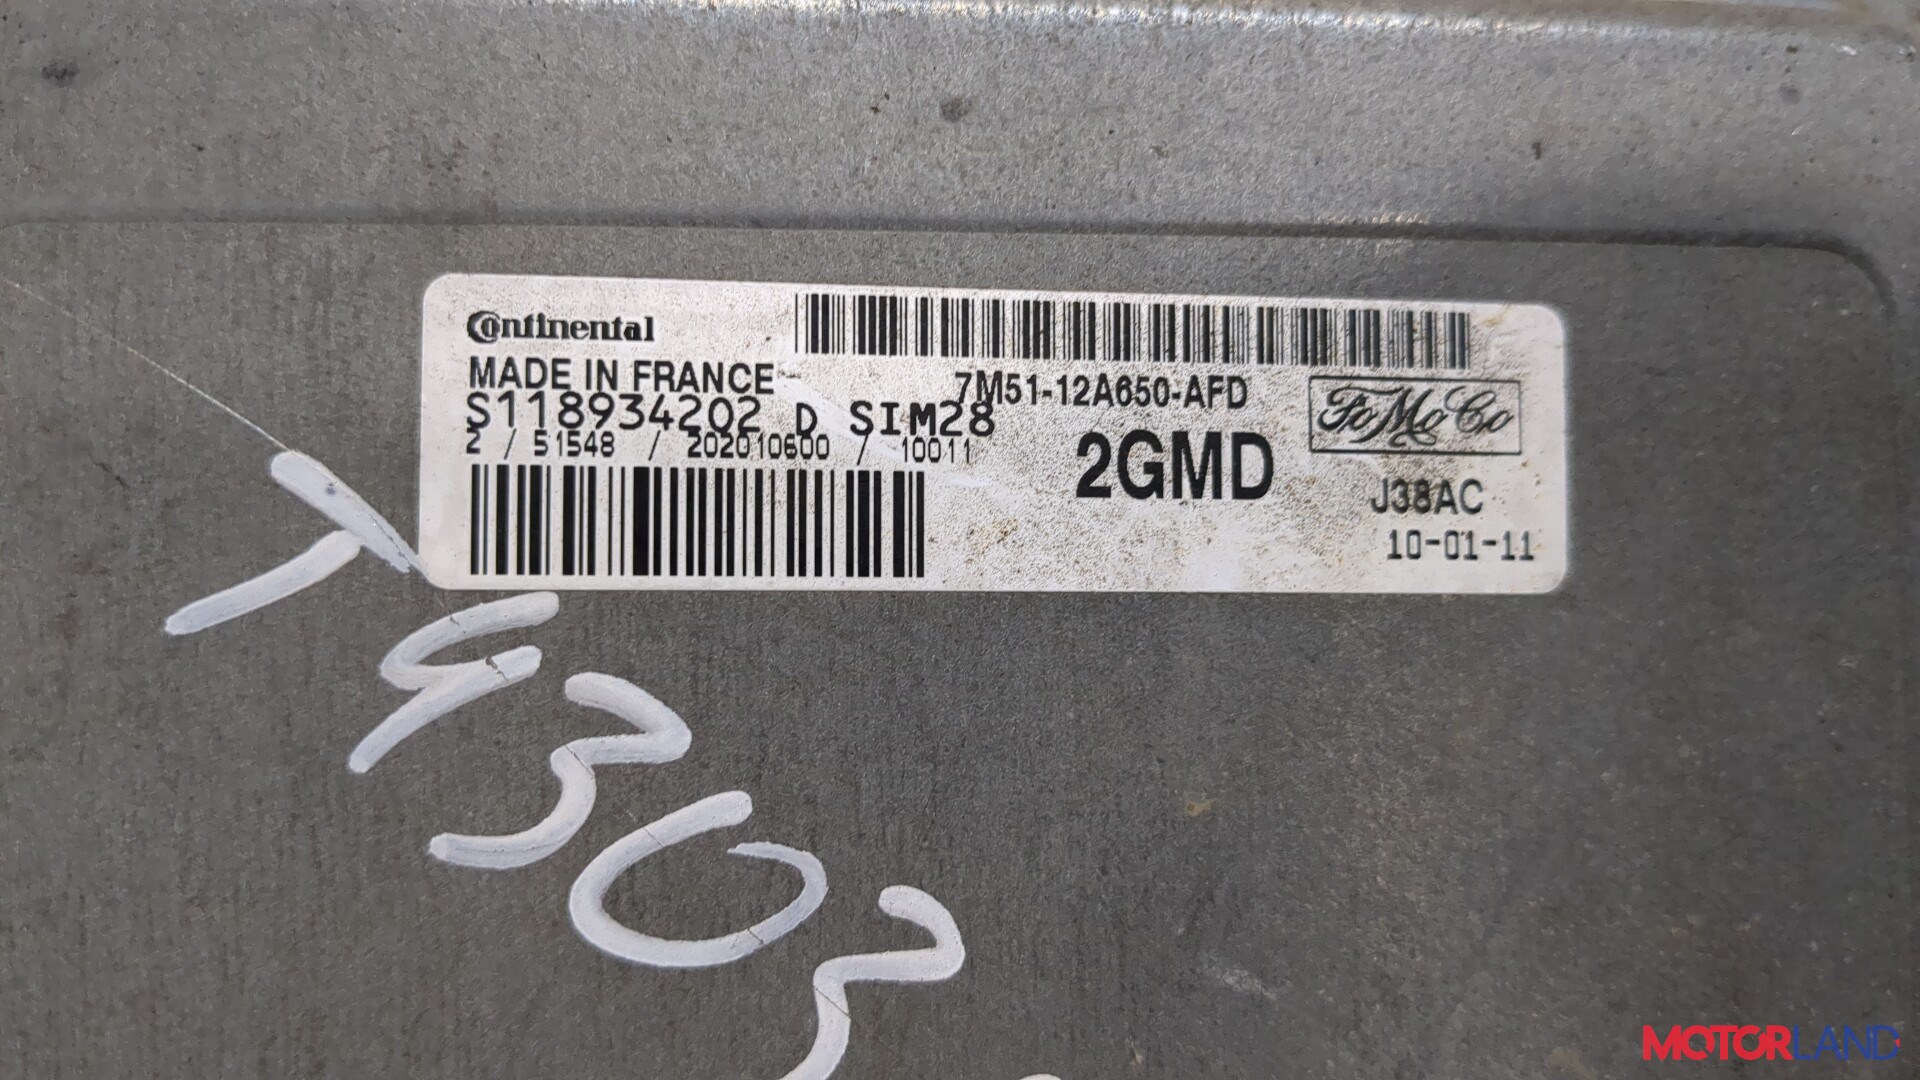 Continental
MADE IN FRANCE
7M51-12A650-AFD
FoMoCo
S118934202 D SIM28
2 / 51548 / 202010600 / 10011
2GMD
J38AC
10-01-11
MOTORLAND